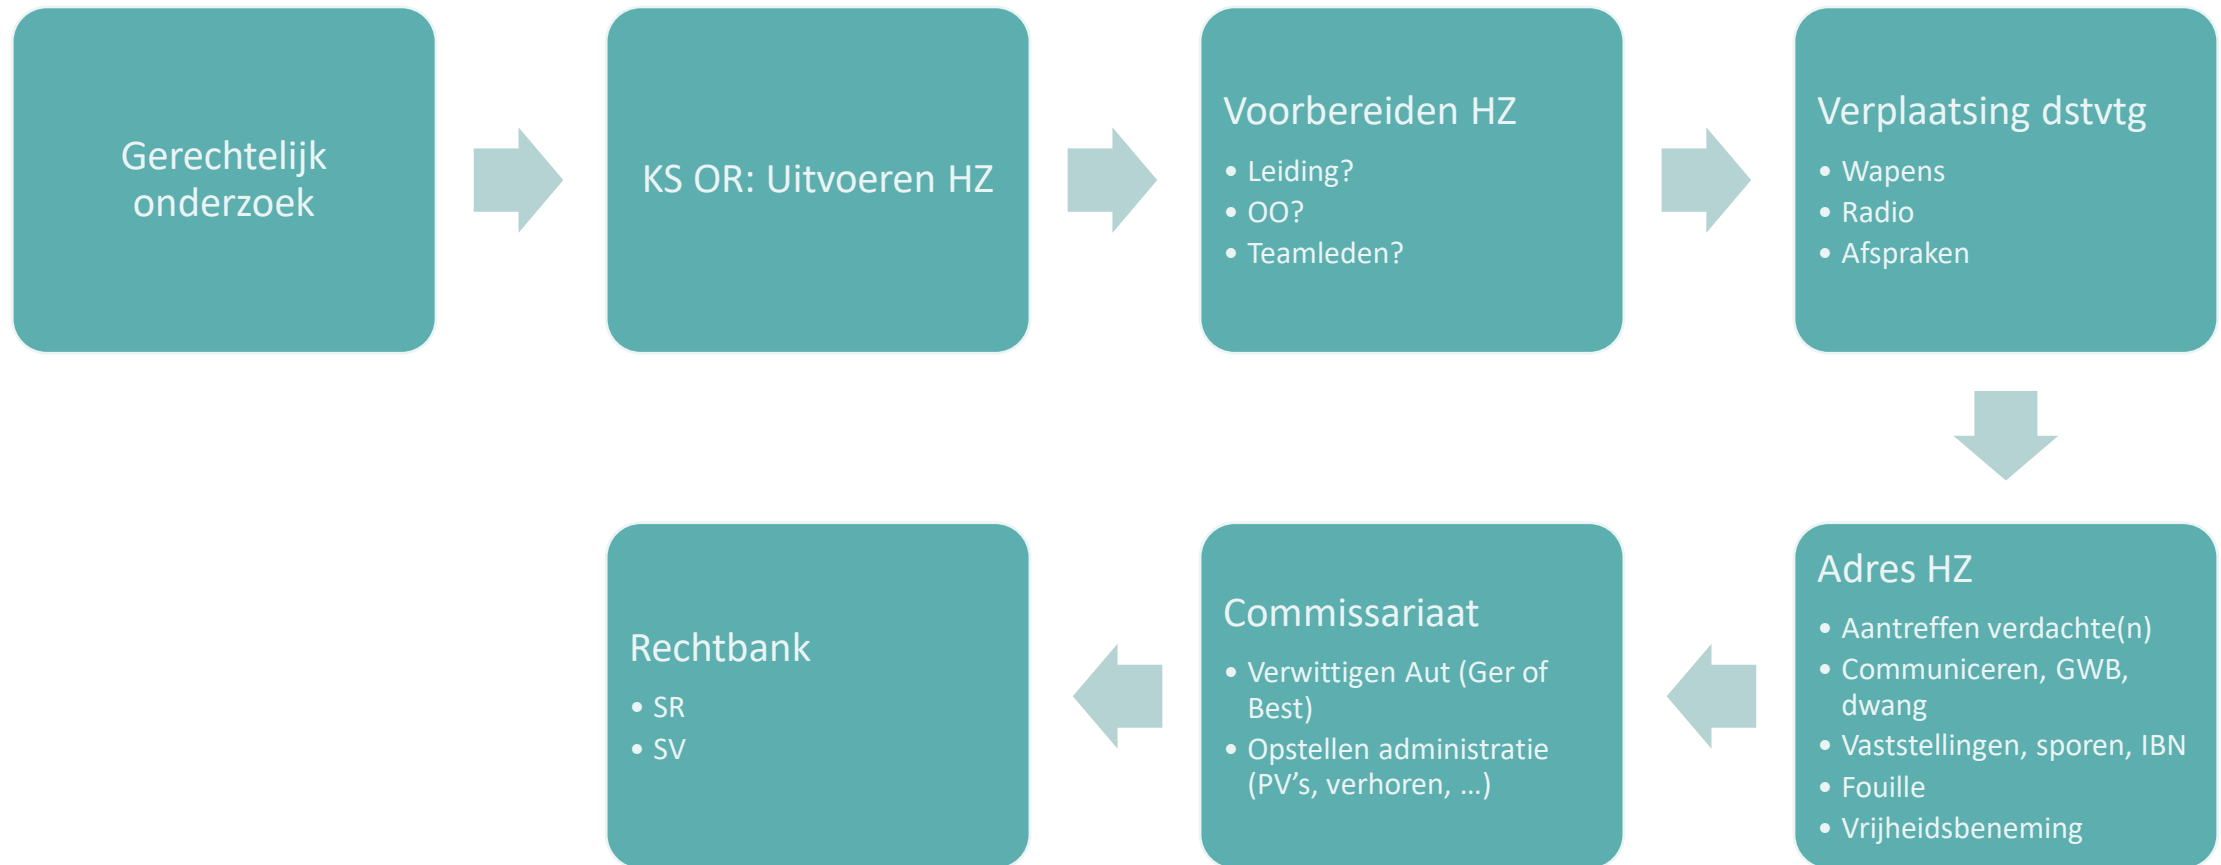 Gerechtelijk
onderzoek
KS OR: Uitvoeren HZ
Voorbereiden HZ
• Leiding?
• OO?
• Teamleden?
Verplaatsing dstvtg
• Wapens
• Radio
• Afspraken
Adres HZ
• Aantreffen verdachte(n)
• Communiceren, GWB,
dwang
• Vaststellingen, sporen, IBN
• Fouille
• Vrijheidsbeneming
Commissariaat
• Verwittigen Aut (Ger of
Best)
• Opstellen administratie
(PV’s, verhoren, …)
Rechtbank
• SR
• SV